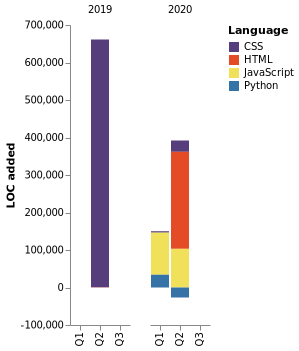 2019
2020
LOC added
700,000
600,000
500,000
400,000
300,000
200,000
100,000
0
-100,000
Q1
Q2
Q3
Q1
Q2
Q3
Language
CSS
HTML
JavaScript
Python